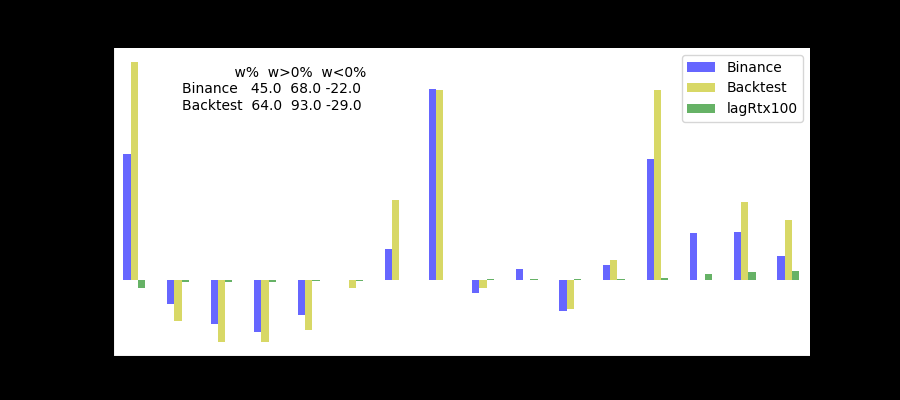 w%  w>0%  w<0%
Binance   45.0  68.0 -22.0
Backtest  64.0  93.0 -29.0
Binance
Backtest
lagRtx100